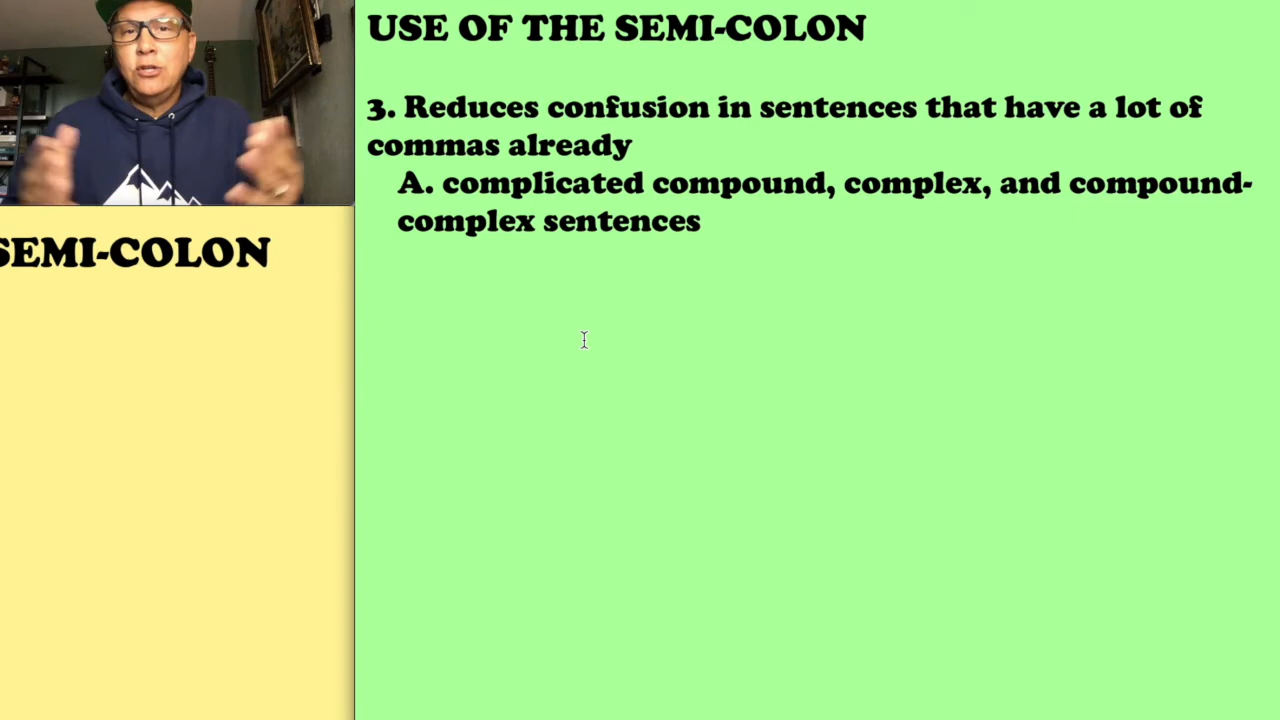 USE OF THE SEMI-COLON
3. Reduces confusion in sentences that have a lot of
commas already
A. complicated compound, complex, and compound-
complex sentences
SEMI-COLON